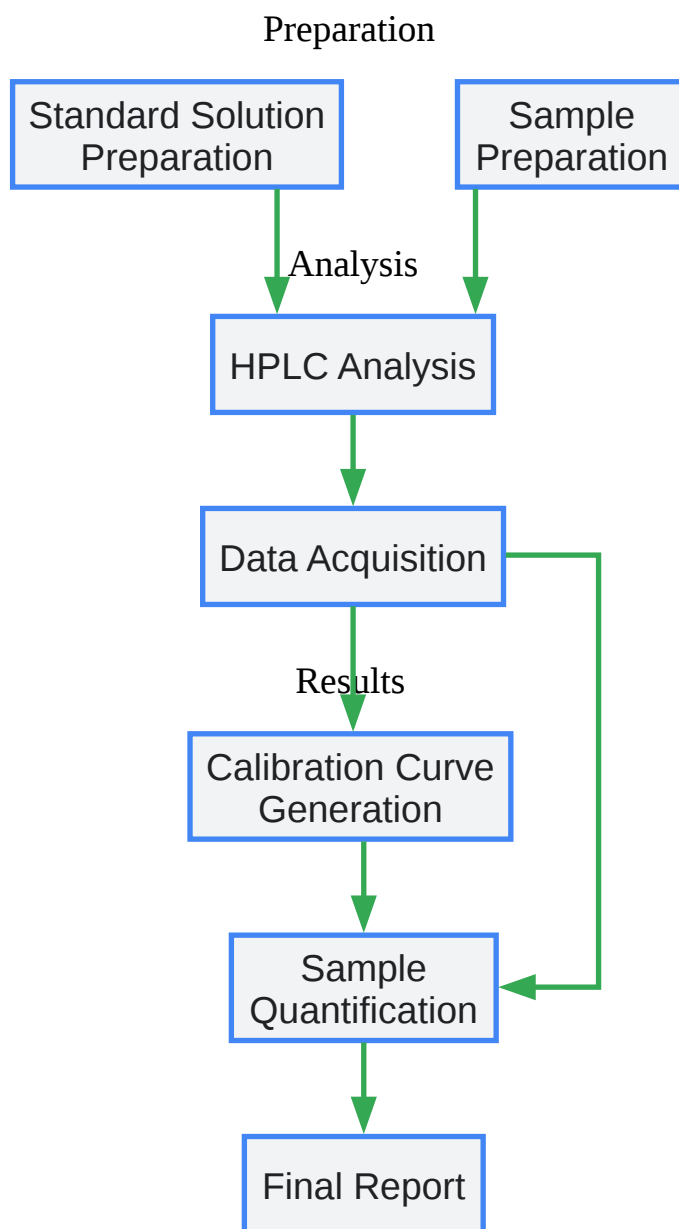 Preparation
Standard Solution
Preparation
Sample
Preparation
Analysis
HPLC Analysis
Data Acquisition
Results
Calibration Curve
Generation
Sample
Quantification
Final Report